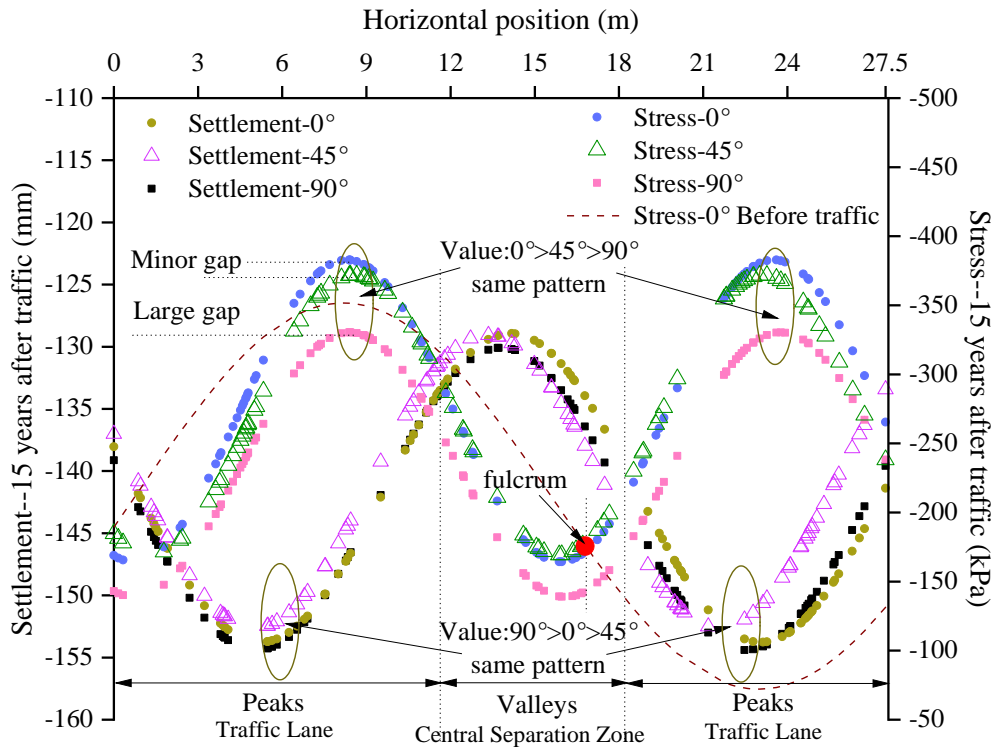 Horizontal position (m)
0 3 6 9 12 15 18 21 24 27.5
Settlement--15 years after traffic (mm)
-110
-115
-120
-125
-130
-135
-140
-145
-150
-155
-160
Settlement-0°
Settlement-45°
Settlement-90°
Stress-0°
Stress-45°
Stress-90°
Stress-0° Before traffic
Minor gap
Large gap
Value:0°>45°>90°
same pattern
fulcrum
Value:90°>0°>45°
same pattern
Peaks
Traffic Lane
Valleys
Central Separation Zone
Peaks
Traffic Lane
-500
-450
-400
-350
-300
-250
-200
-150
-100
-50
Stress--15 years after traffic (kPa)